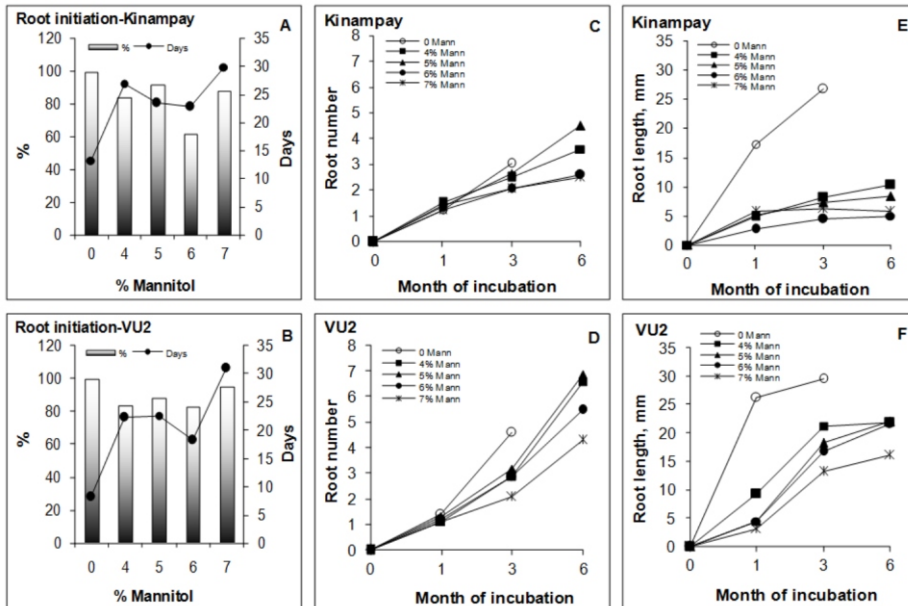 Root initiation-Kinampay A
% Days
120
100
80
60
40
20
0
%
35
30
25
20
15
10
5
0
Days
0 4 5 6 7
% Mannitol
Kinampay C
0 Mann
4% Mann
5% Mann
6% Mann
7% Mann
8
7
6
5
4
3
2
1
0
Root number
0 1 3 6
Month of incubation
Kinampay E
0 Mann
4% Mann
5% Mann
6% Mann
7% Mann
35
30
25
20
15
10
5
0
Root length, mm
0 1 3 6
Month of incubation
Root initiation-VU2 B
% Days
120
100
80
60
40
20
0
%
35
30
25
20
15
10
5
0
Days
0 4 5 6 7
% Mannitol
VU2 D
0 Mann
4% Mann
5% Mann
6% Mann
7% Mann
8
7
6
5
4
3
2
1
0
Root number
0 1 3 6
Month of incubation
VU2 F
0 Mann
4% Mann
5% Mann
6% Mann
7% Mann
35
30
25
20
15
10
5
0
Root length, mm
0 1 3 6
Month of incubation